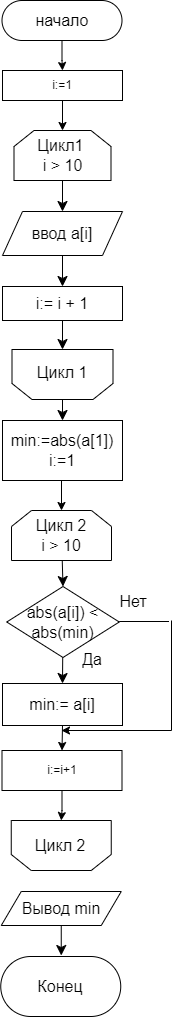 начало
i:=1
Цикл1
i > 10
ввод a[i]
i:= i + 1
Цикл 1
min:=abs(a[1])
i:=1
Цикл 2
i > 10
abs(a[i]) <
abs(min)
Нет
Да
min:= a[i]
i:=i+1
Цикл 2
Вывод min
Конец